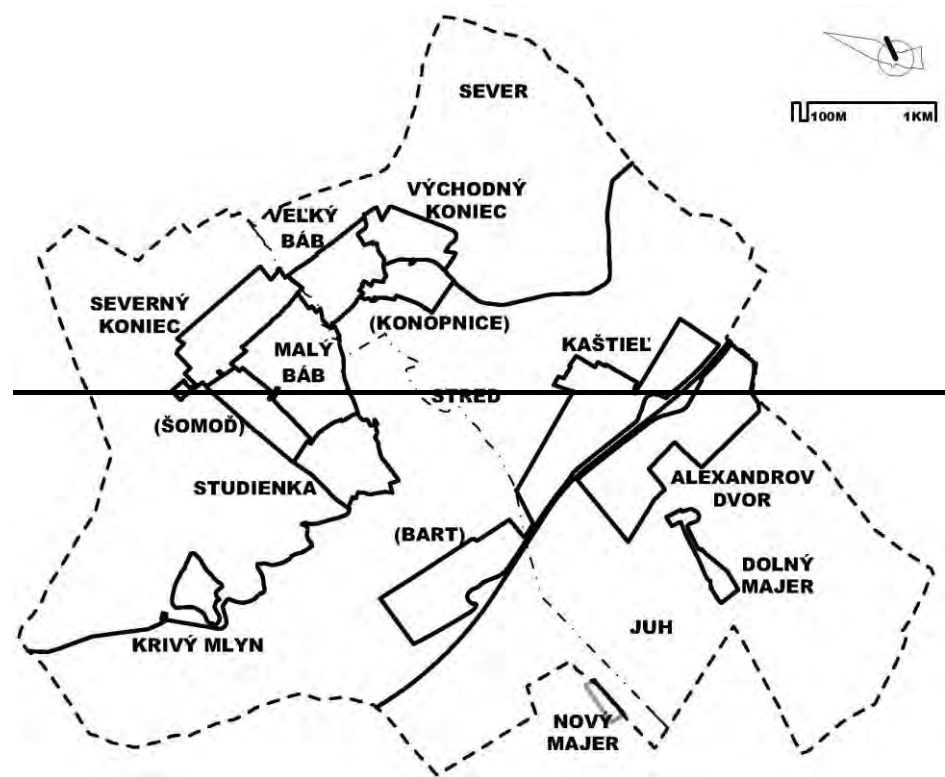 SEVER
100M 1KM
VÝCHODNÝ
KONIEC
VEĽKÝ
BÁB
SEVERNÝ
KONIEC
(KONOPNICE)
MALÝ
BÁB
KAŠTIEĽ
STRED
(ŠOMOĎ)
STUDIENKA
ALEXANDROV
DVOR
(BART)
DOLNÝ
MAJER
JUH
KRIVÝ MLYN
NOVÝ
MAJER